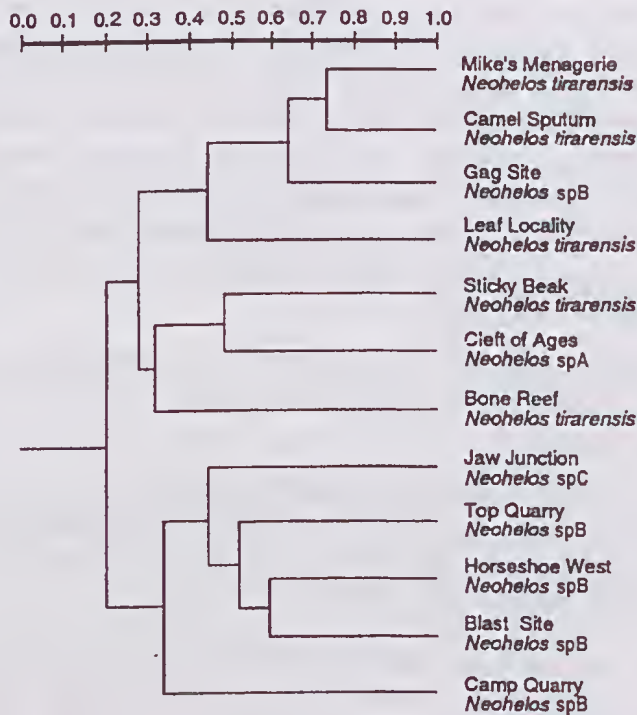 0.0 0.1 0.2 0.3 0.4 0.5 0.6 0.7 0.8 0.9 1.0
Mike's Menagerie
Neohelos tirarensis
Camel Sputum
Neohelos tirarensis
Gag Site
Neohelos spB
Leaf Locality
Neohelos tirarensis
Sticky Beak
Neohelos tirarensis
Cleft of Ages
Neohelos spA
Bone Reef
Neohelos tirarensis
Jaw Junction
Neohelos spC
Top Quarry
Neohelos spB
Horseshoe West
Neohelos spB
Blast Site
Neohelos spB
Camp Quarry
Neohelos spB